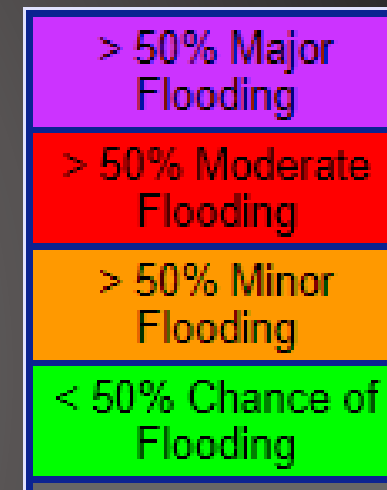 > 50% Major
Flooding
> 50% Moderate
Flooding
> 50% Minor
Flooding
< 50% Chance of
Flooding